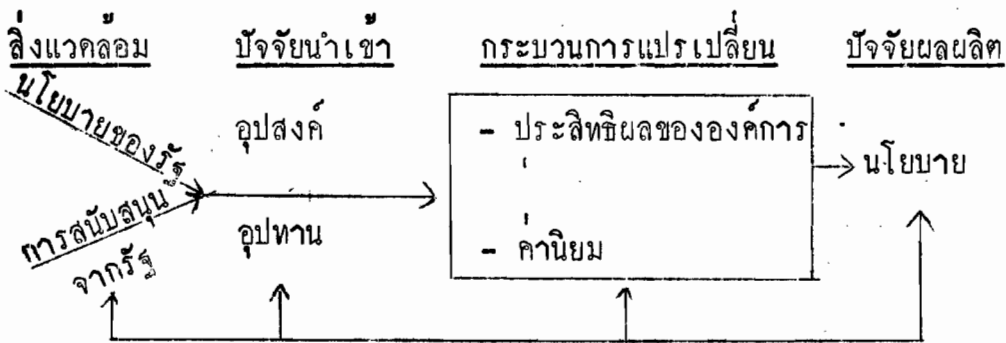 สิ่งแวดล้อม ปัจจัยนำเข้า กระบวนการแปรเปลี่ยน ปัจจัยผลผลิต
นโยบายของรัฐ
อุปสงค์
- ประสิทธิผลขององค์การ
นโยบาย
การสนับสนุน
จากรัฐ
อุปทาน
- ค่านิยม